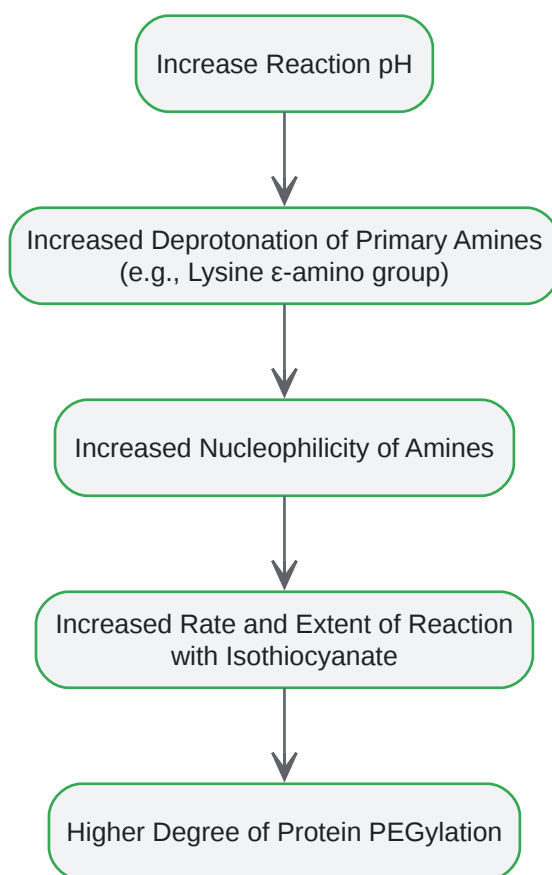 Increase Reaction pH
Increased Deprotonation of Primary Amines
(e.g., Lysine ε-amino group)
Increased Nucleophilicity of Amines
Increased Rate and Extent of Reaction
with Isothiocyanate
Higher Degree of Protein PEGylation